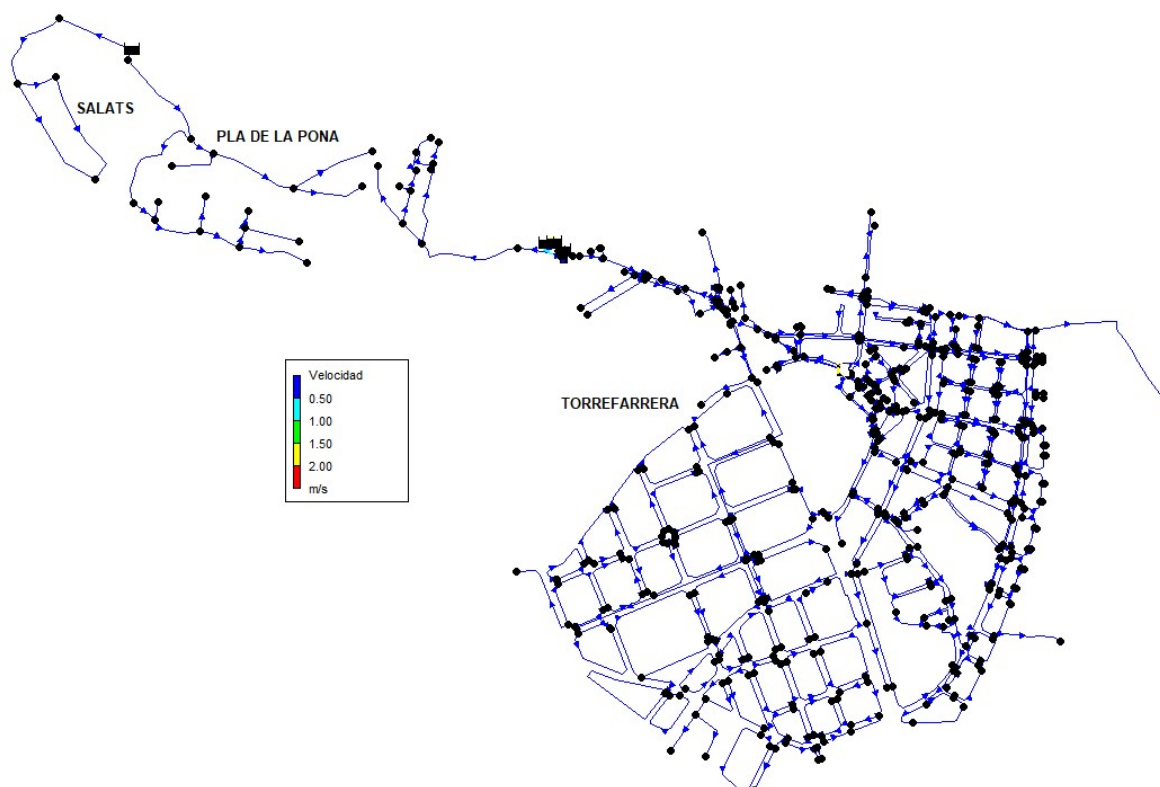 SALATS
PLA DE LA PONA
TORREFARRERA
Velocidad
0.50
1.00
1.50
2.00
m/s